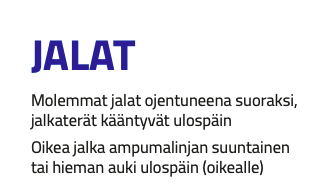 JALAT
Molemmat jalat ojentuneena suoraksi,
jalkaterät kääntyvät ulospäin
Oikea jalka ampumalinjan suuntainen
tai hieman auki ulospäin (oikealle)